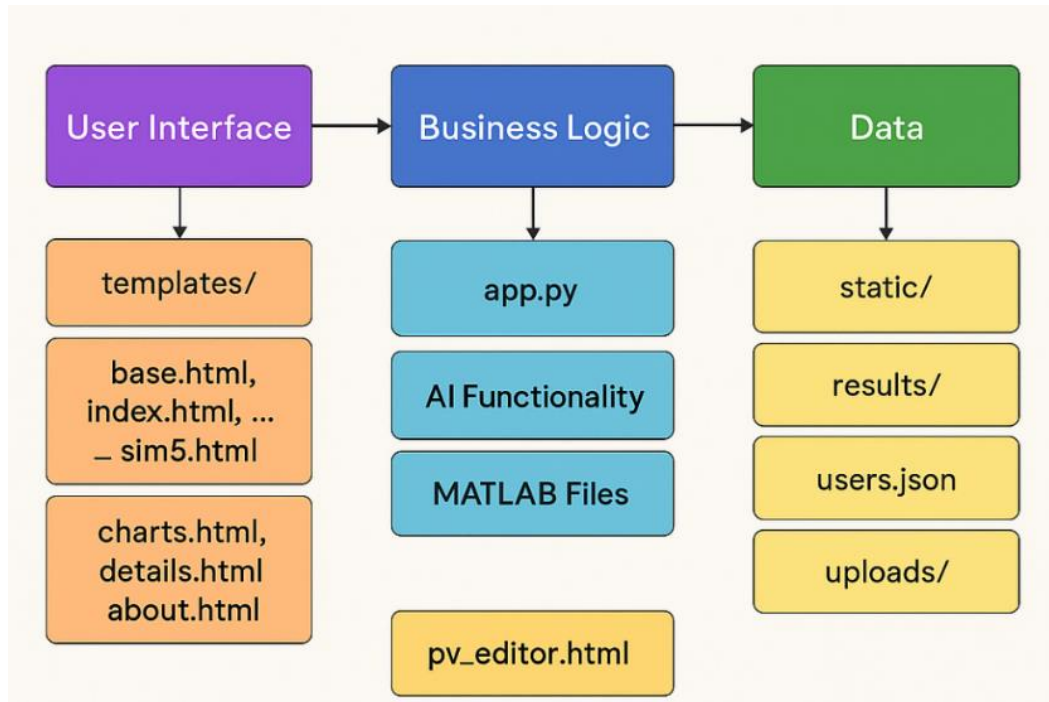 User Interface
Business Logic
Data
templates/
base.html,
index.html, ...
_ sim5.html
charts.html,
details.html
about.html
app.py
AI Functionality
MATLAB Files
pv_editor.html
static/
results/
users.json
uploads/